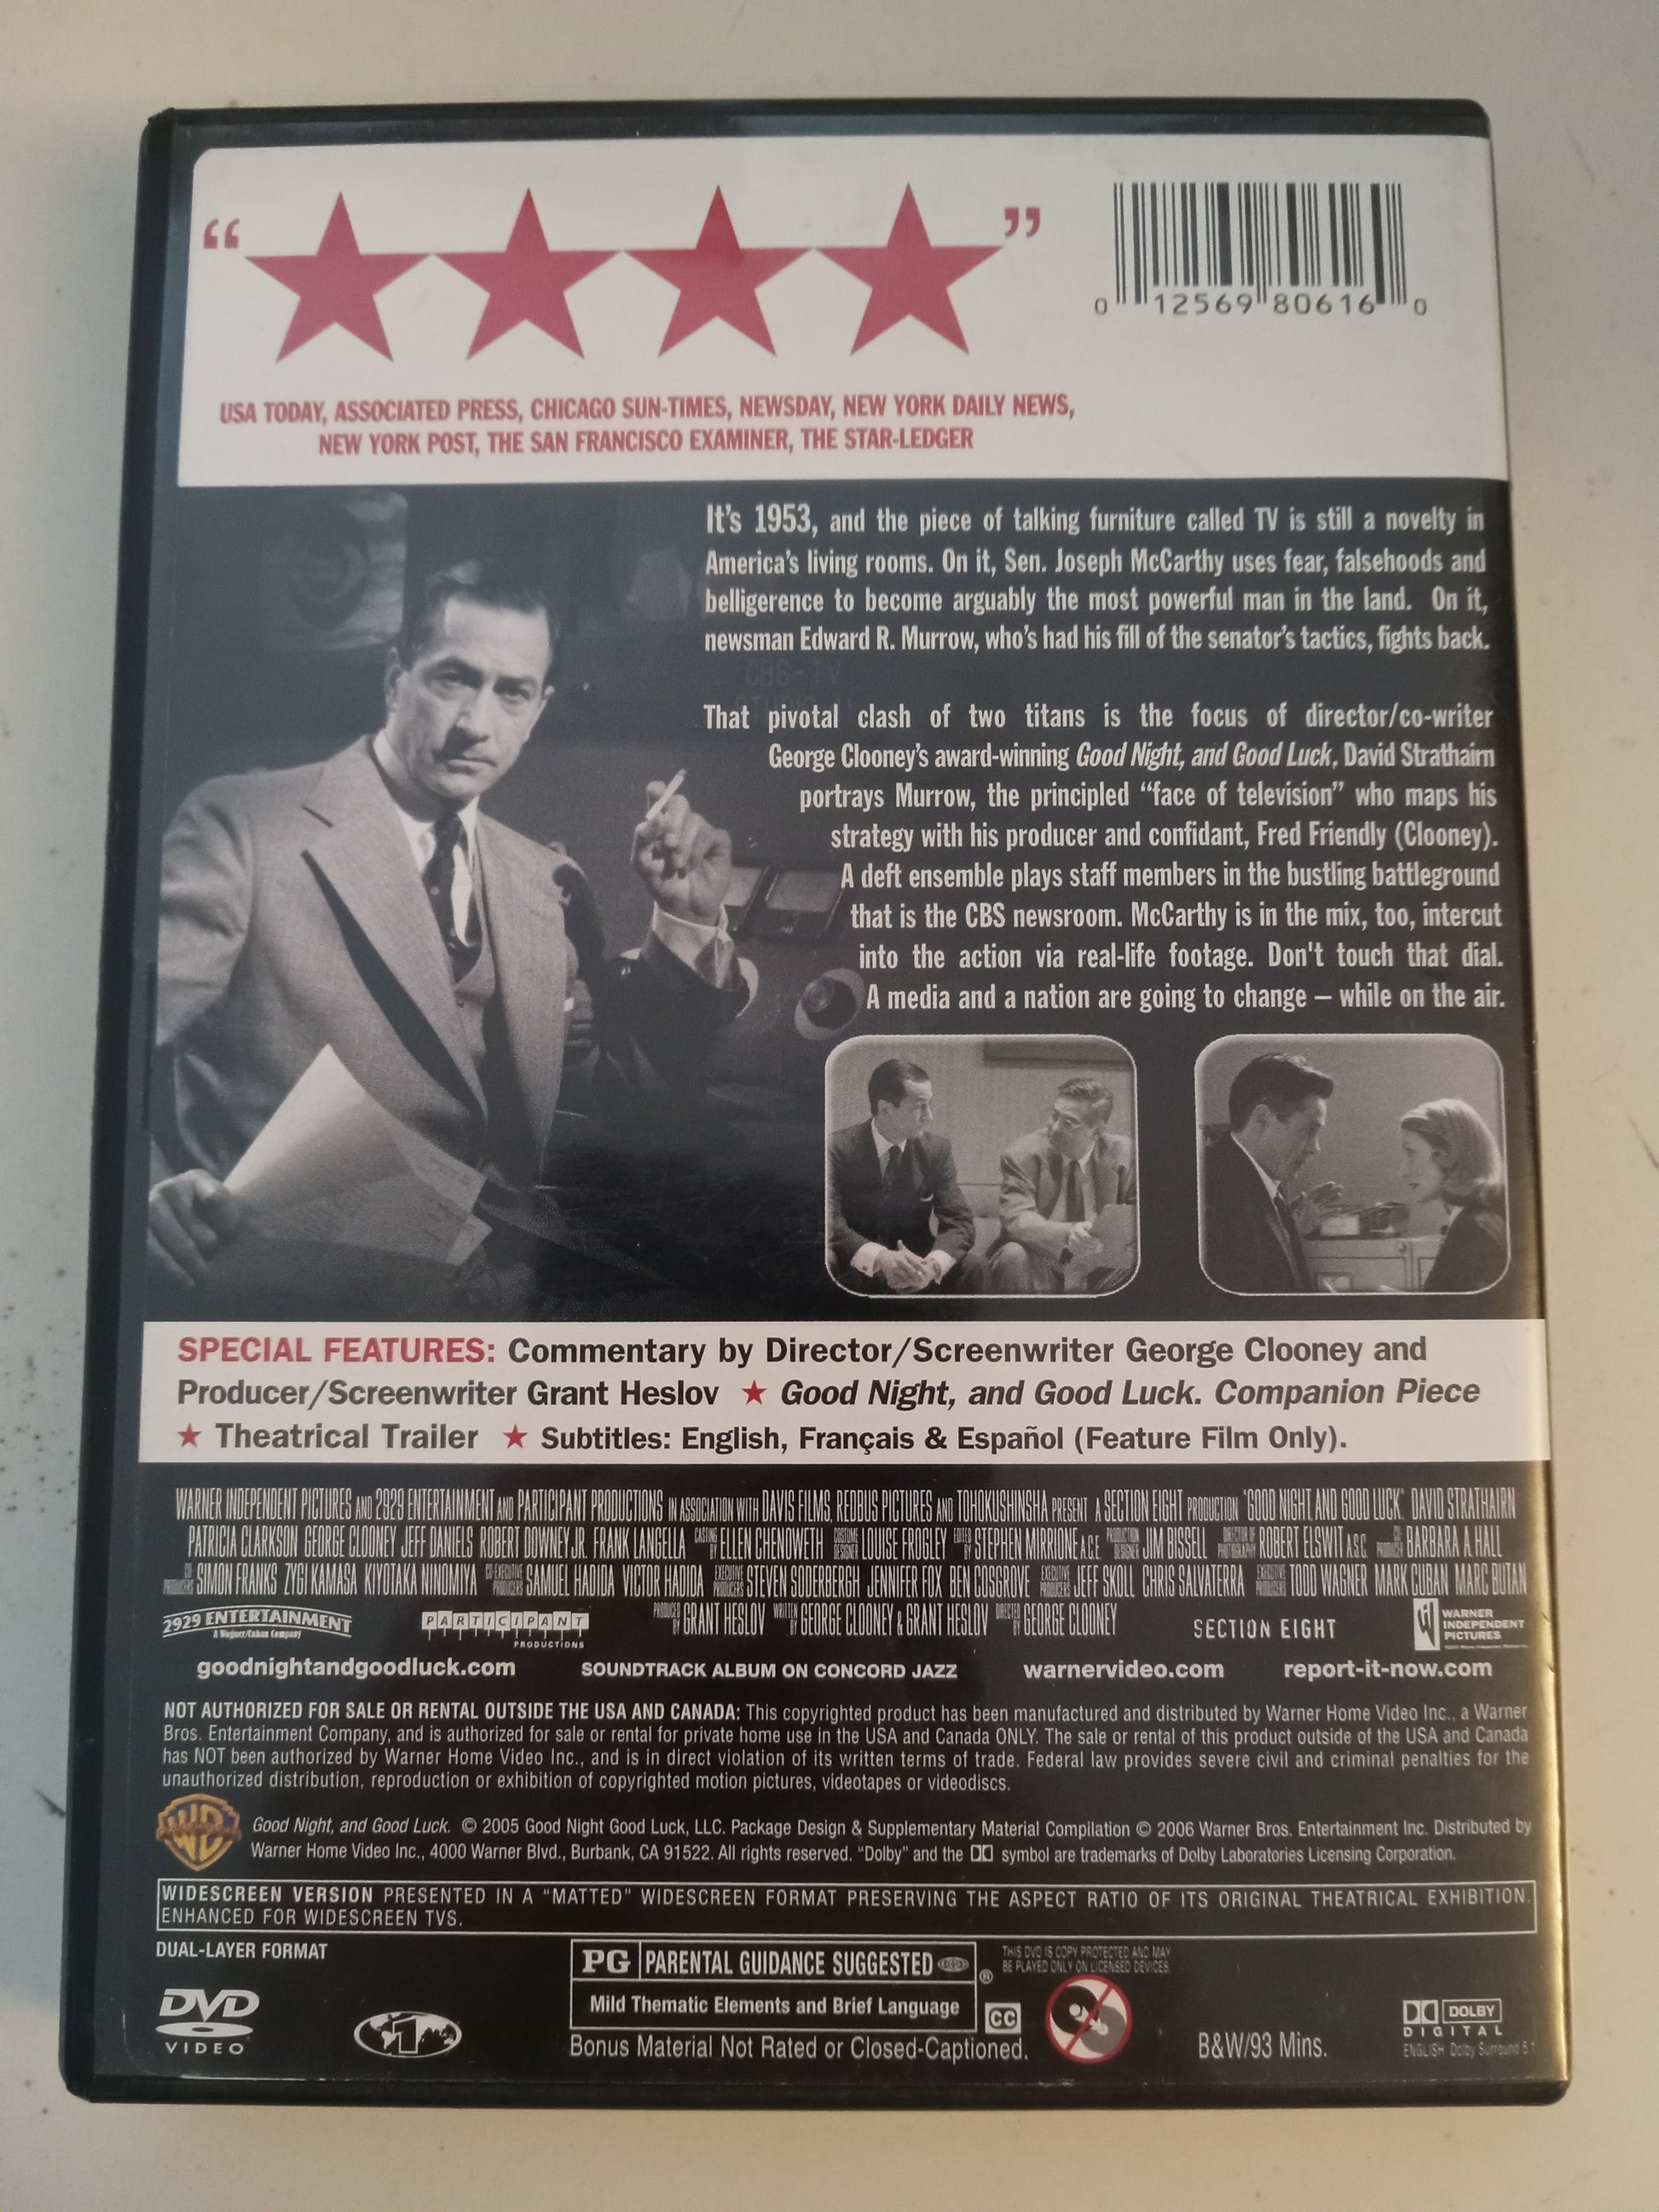 “ ”
0 12569 80616 0
USA TODAY, ASSOCIATED PRESS, CHICAGO SUN-TIMES, NEWSDAY, NEW YORK DAILY NEWS,
NEW YORK POST, THE SAN FRANCISCO EXAMINER, THE STAR-LEDGER
It's 1953, and the piece of talking furniture called TV is still a novelty in
America's living rooms. On it, Sen. Joseph McCarthy uses fear, falsehoods and
belligerence to become arguably the most powerful man in the land. On it,
newsman Edward R. Murrow, who's had his fill of the senator's tactics, fights back.
CBS-TV
That pivotal clash of two titans is the focus of director/co-writer
George Clooney's award-winning Good Night, and Good Luck. David Strathairn
portrays Murrow, the principled “face of television” who maps his
strategy with his producer and confidant, Fred Friendly (Clooney).
A deft ensemble plays staff members in the bustling battleground
that is the CBS newsroom. McCarthy is in the mix, too, intercut
into the action via real-life footage. Don't touch that dial.
A media and a nation are going to change – while on the air.
SPECIAL FEATURES: Commentary by Director/Screenwriter George Clooney and
Producer/Screenwriter Grant Heslov ★ Good Night, and Good Luck. Companion Piece
★ Theatrical Trailer ★ Subtitles: English, Français & Español (Feature Film Only).
WARNER INDEPENDENT PICTURES AND 2929 ENTERTAINMENT AND PARTICIPANT PRODUCTIONS IN ASSOCIATION WITH DAVIS FILMS, REDBUS PICTURES AND TOHOKUSHINSHA PRESENT A SECTION EIGHT PRODUCTION "GOOD NIGHT, AND GOOD LUCK." DAVID STRATHAIRN
PATRICIA CLARKSON GEORGE CLOONEY JEFF DANIELS ROBERT DOWNEY JR. FRANK LANGELLA CASTING BY ELLEN CHENOWETH COSTUME DESIGNER LOUISE FROGLEY EDITED BY STEPHEN MIRRIONE A.C.E. PRODUCTION DESIGNER JIM BISSELL DIRECTOR OF PHOTOGRAPHY ROBERT ELSWIT A.S.C. CO-PRODUCER BARBARA A HALL
CO-PRODUCERS SIMON FRANKS ZYGI KAMASA KIYOTAKA NINOMIYA CO-EXECUTIVE PRODUCERS SAMUEL HADIDA VICTOR HADIDA EXECUTIVE PRODUCERS STEVEN SODERBERGH JENNIFER FOX BEN COSGROVE EXECUTIVE PRODUCERS JEFF SKOLL CHRIS SALVATERRA EXECUTIVE PRODUCERS TODD WAGNER MARK CUBAN MARC BUTAN
PRODUCED BY GRANT HESLOV WRITTEN BY GEORGE CLOONEY & GRANT HESLOV DIRECTED BY GEORGE CLOONEY
2929 ENTERTAINMENT
A Wagner/Cuban Company
PARTICIPANT
PRODUCTIONS
SECTION EIGHT
WARNER
INDEPENDENT
PICTURES
goodnightandgoodluck.com SOUNDTRACK ALBUM ON CONCORD JAZZ warnervideo.com report-it-now.com
NOT AUTHORIZED FOR SALE OR RENTAL OUTSIDE THE USA AND CANADA: This copyrighted product has been manufactured and distributed by Warner Home Video Inc., a Warner
Bros. Entertainment Company, and is authorized for sale or rental for private home use in the USA and Canada ONLY. The sale or rental of this product outside of the USA and Canada
has NOT been authorized by Warner Home Video Inc., and is in direct violation of its written terms of trade. Federal law provides severe civil and criminal penalties for the
unauthorized distribution, reproduction or exhibition of copyrighted motion pictures, videotapes or videodiscs.
WB
Good Night, and Good Luck. © 2005 Good Night Good Luck, LLC. Package Design & Supplementary Material Compilation © 2006 Warner Bros. Entertainment Inc. Distributed by
Warner Home Video Inc., 4000 Warner Blvd., Burbank, CA 91522. All rights reserved. “Dolby” and the DD symbol are trademarks of Dolby Laboratories Licensing Corporation.
WIDESCREEN VERSION PRESENTED IN A “MATTED” WIDESCREEN FORMAT PRESERVING THE ASPECT RATIO OF ITS ORIGINAL THEATRICAL EXHIBITION.
ENHANCED FOR WIDESCREEN TVS.
DUAL-LAYER FORMAT
DVD
VIDEO
1
PG PARENTAL GUIDANCE SUGGESTED ®
Mild Thematic Elements and Brief Language
CC
Bonus Material Not Rated or Closed-Captioned.
THIS DVD IS COPY PROTECTED AND MAY
BE PLAYED ONLY ON LICENSED DEVICES.
B&W/93 Mins.
DOLBY
DIGITAL
ENGLISH: Dolby Surround 5.1